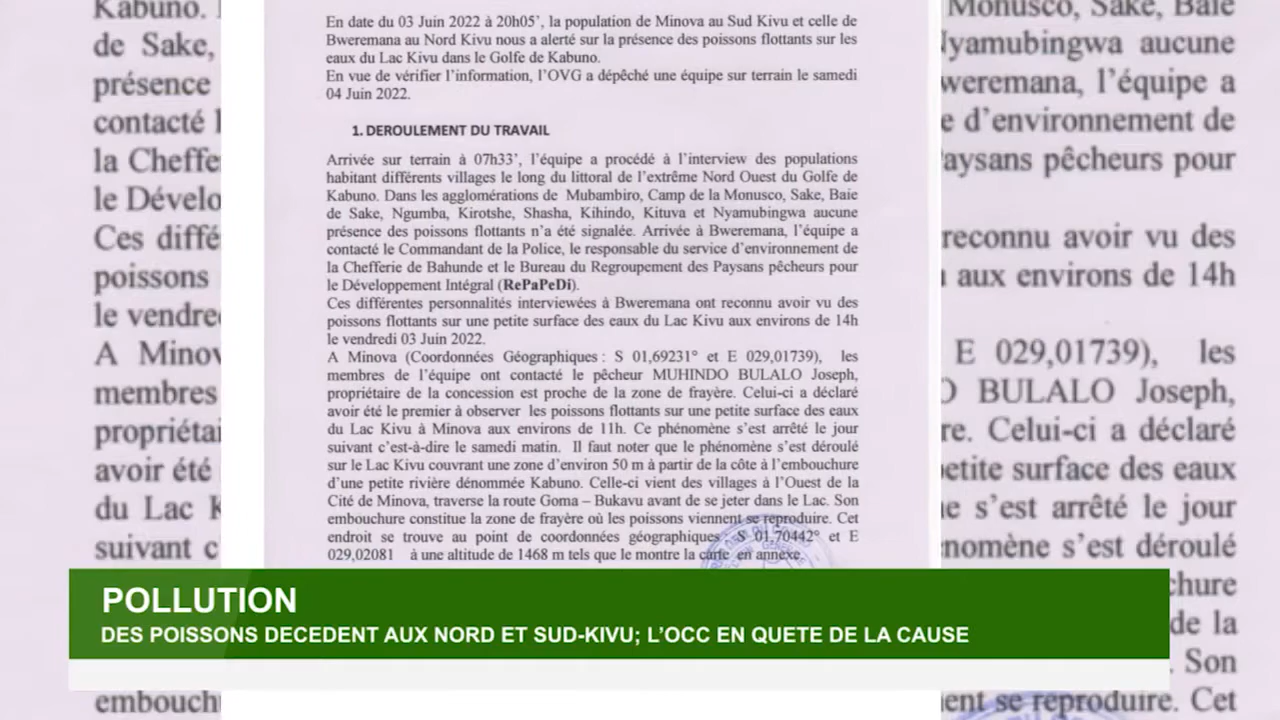 En date du 03 Juin 2022 à 20h05', la population de Minova au Sud Kivu et celle de
Bweremana au Nord Kivu nous a alerté sur la présence des poissons flottants sur les
eaux du Lac Kivu dans le Golfe de Kabuno.
En vue de vérifier l'information, l'OVG a dépêché une équipe sur terrain le samedi
04 Juin 2022.
1. DEROULEMENT DU TRAVAIL
Arrivée sur terrain à 07h33', l'équipe a procédé à l'interview des populations
habitant différents villages le long du littoral de l'extrême Nord Ouest du Golfe de
Kabuno. Dans les agglomérations de Mubambiro, Camp de la Monusco, Sake, Baie
de Sake, Ngumba, Kirotshe, Shasha, Kihindo, Kituva et Nyamubingwa aucune
présence des poissons flottants n'a été signalée. Arrivée à Bweremana, l'équipe a
contacté le Commandant de la Police, le responsable du service d'environnement de
la Chefferie de Bahunde et le Bureau du Regroupement des Paysans pêcheurs pour
le Développement Intégral (RePaPeDi).
Ces différentes personnalités interviewées à Bweremana ont reconnu avoir vu des
poissons flottants sur une petite surface des eaux du Lac Kivu aux environs de 14h
le vendredi 03 Juin 2022.
A Minova (Coordonnées Géographiques : S 01,69231° et E 029,01739), les
membres de l'équipe ont contacté le pêcheur MUHINDO BULALO Joseph,
propriétaire de la concession est proche de la zone de frayère. Celui-ci a déclaré
avoir été le premier à observer les poissons flottants sur une petite surface des eaux
du Lac Kivu à Minova aux environs de 11h. Ce phénomène s'est arrêté le jour
suivant c'est-à-dire le samedi matin. Il faut noter que le phénomène s'est déroulé
sur le Lac Kivu couvrant une zone d'environ 50 m à partir de la côte à l'embouchure
d'une petite rivière dénommée Kabuno. Celle-ci vient des villages à l'Ouest de la
Cité de Minova, traverse la route Goma – Bukavu avant de se jeter dans le Lac. Son
embouchure constitue la zone de frayère où les poissons viennent se reproduire. Cet
endroit se trouve au point de coordonnées géographiques : S 01,70442° et E
029,02081 à une altitude de 1468 m tels que le montre la carte en annexe.
POLLUTION
DES POISSONS DECEDENT AUX NORD ET SUD-KIVU; L'OCC EN QUETE DE LA CAUSE